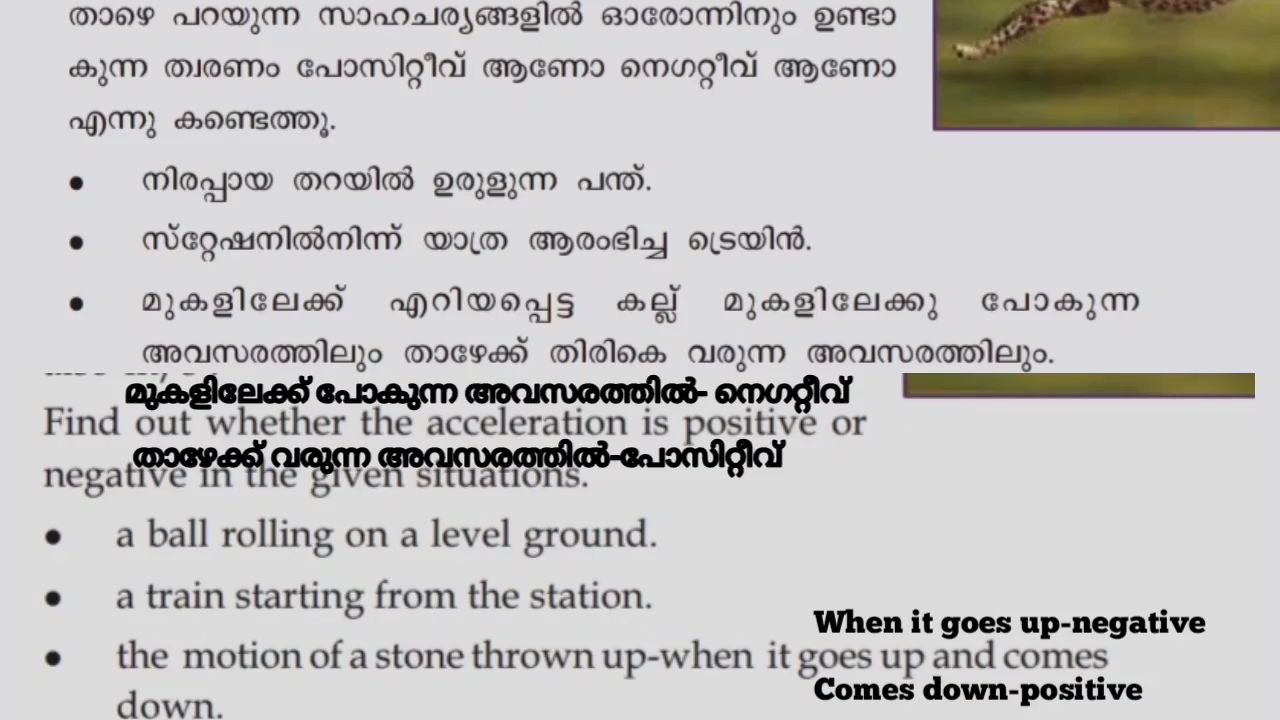 താഴെ പറയുന്ന സാഹചര്യങ്ങളിൽ ഓരോന്നിനും ഉണ്ടാ
കുന്ന ത്വരണം പോസിറ്റീവ് ആണോ നെഗറ്റീവ് ആണോ
എന്നു കണ്ടെത്തൂ.
● നിരപ്പായ തറയിൽ ഉരുളുന്ന പന്ത്.
● സ്റ്റേഷനിൽനിന്ന് യാത്ര ആരംഭിച്ച ട്രെയിൻ.
● മുകളിലേക്ക് എറിയപ്പെട്ട കല്ല് മുകളിലേക്കു പോകുന്ന
അവസരത്തിലും താഴേക്ക് തിരികെ വരുന്ന അവസരത്തിലും.
മുകളിലേക്ക് പോകുന്ന അവസരത്തിൽ- നെഗറ്റീവ്
Find out whether the acceleration is positive or
താഴേക്ക് വരുന്ന അവസരത്തിൽ-പോസിറ്റീവ്
negative in the given situations.
● a ball rolling on a level ground.
● a train starting from the station.
When it goes up-negative
● the motion of a stone thrown up-when it goes up and comes
Comes down-positive
down.